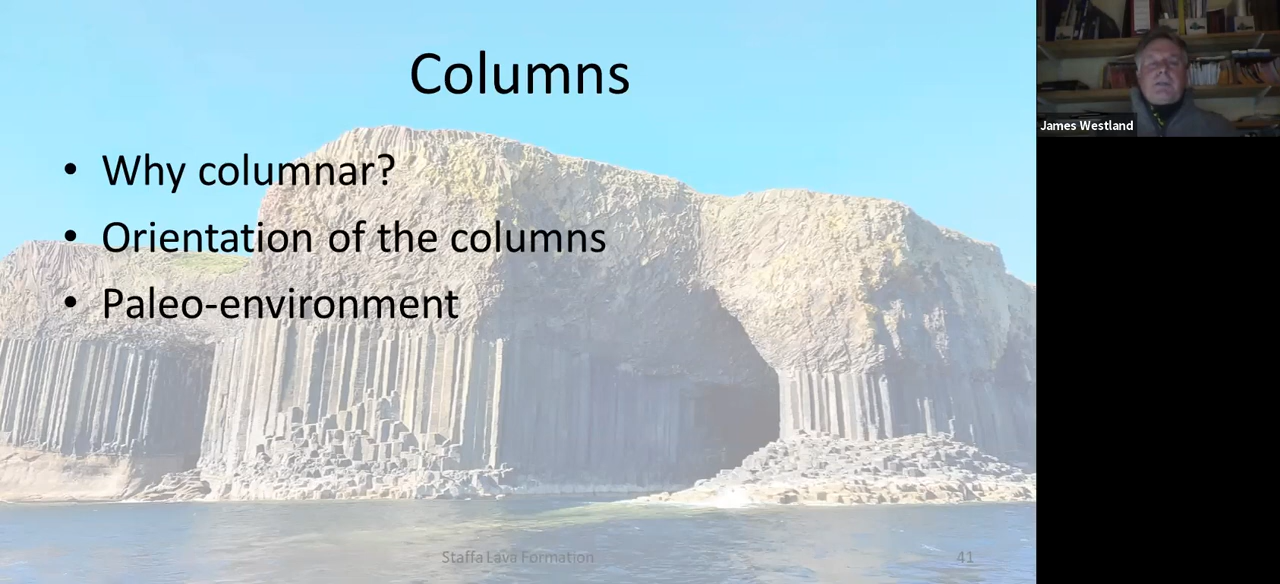 Columns
• Why columnar?
• Orientation of the columns
• Paleo-environment
Staffa Lava Formation
41
James Westland